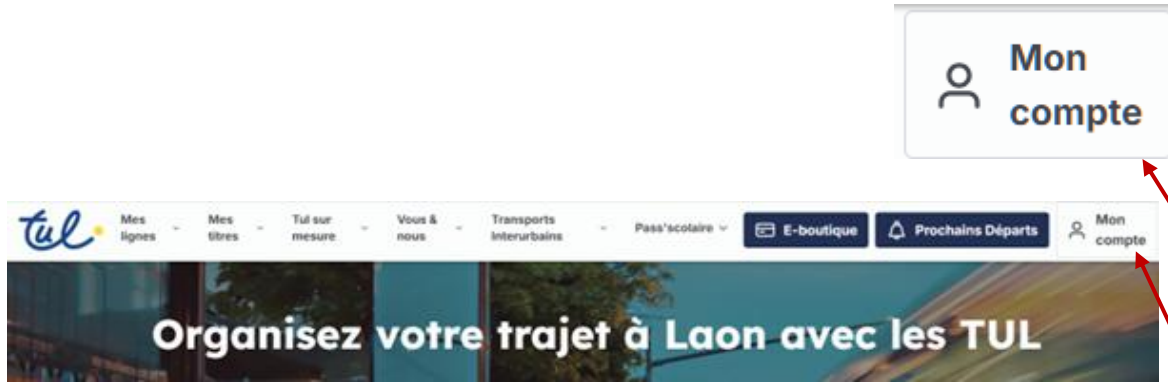 Mon
compte
tul
Mes
lignes
Mes
titres
Tul sur
mesure
Vous &
nous
Transports
Interurbains
Pass'scolaire
E-boutique
Prochains Départs
Mon
compte
Organisez votre trajet à Laon avec les TUL